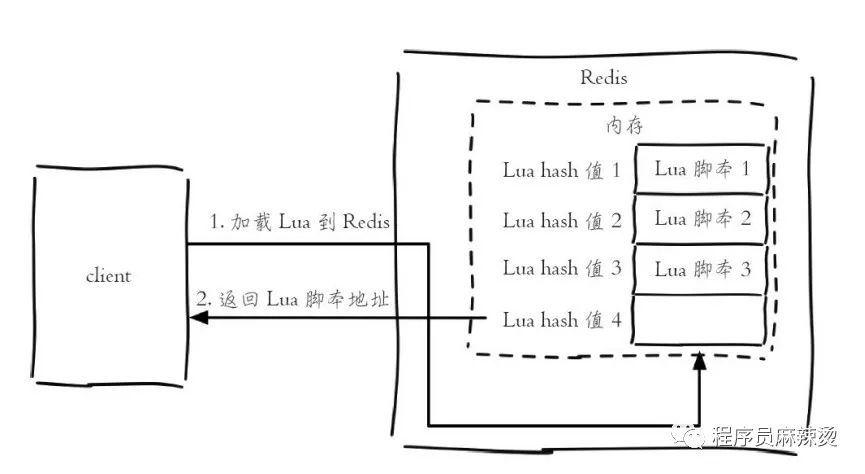 Redis
内存
Lua hash 值 1
Lua 脚本 1
Lua hash 值 2
Lua 脚本 2
Lua hash 值 3
Lua 脚本 3
Lua hash 值 4
client
1. 加载 Lua 到 Redis
2. 返回 Lua 脚本地址
程序员麻辣烫